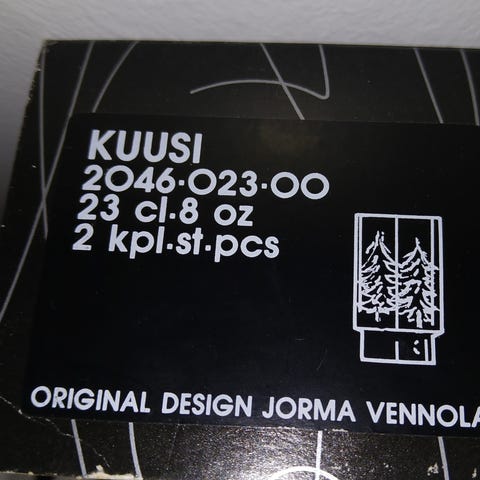 KUUSI
2046·023·00
23 cl·8 oz
2 kpl·st·pcs
ORIGINAL DESIGN JORMA VENNOLA